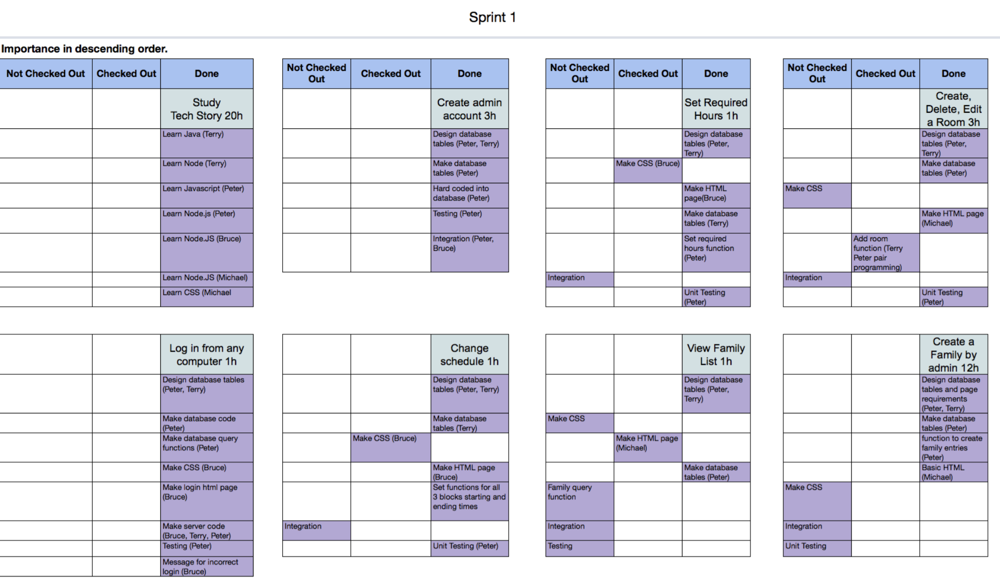 Sprint 1
Importance in descending order.
Not Checked Out
Checked Out
Done
Study
Tech Story 20h
Learn Java (Terry)
Learn Node (Terry)
Learn Javascript (Peter)
Learn Node.js (Peter)
Learn Node.JS (Bruce)
Learn Node.JS (Michael)
Learn CSS (Michael
Not Checked
Out
Checked Out
Done
Create admin
account 3h
Design database
tables (Peter, Terry)
Make database
tables (Peter)
Hard coded into
database (Peter)
Testing (Peter)
Integration (Peter,
Bruce)
Not Checked
Out
Checked Out
Done
Set Required
Hours 1h
Design database
tables (Peter,
Terry)
Make CSS (Bruce)
Make HTML
page(Bruce)
Make database
tables (Terry)
Set required
hours function
(Peter)
Integration
Unit Testing
(Peter)
Not Checked
Out
Checked Out
Done
Create,
Delete, Edit
a Room 3h
Design database
tables (Peter,
Terry)
Make database
tables (Peter)
Make CSS
Make HTML page
(Michael)
Add room
function (Terry
Peter pair
programming)
Integration
Unit Testing
(Peter)
Log in from any
computer 1h
Design database tables
(Peter, Terry)
Make database code
(Peter)
Make database query
functions (Peter)
Make CSS (Bruce)
Make login html page
(Bruce)
Make server code
(Bruce, Terry, Peter)
Testing (Peter)
Message for incorrect
login (Bruce)
Change
schedule 1h
Design database
tables (Peter, Terry)
Make database
tables (Terry)
Make CSS (Bruce)
Make HTML page
(Bruce)
Set functions for all
3 blocks starting and
ending times
Integration
Unit Testing (Peter)
View Family
List 1h
Design database
tables (Peter,
Terry)
Make CSS
Make HTML page
(Michael)
Make database
tables (Peter)
Family query
function
Integration
Testing
Create a
Family by
admin 12h
Design database
tables and page
requirements
(Peter, Terry)
Make database
tables (Peter)
function to create
family entries
(Peter)
Basic HTML
(Michael)
Make CSS
Integration
Unit Testing